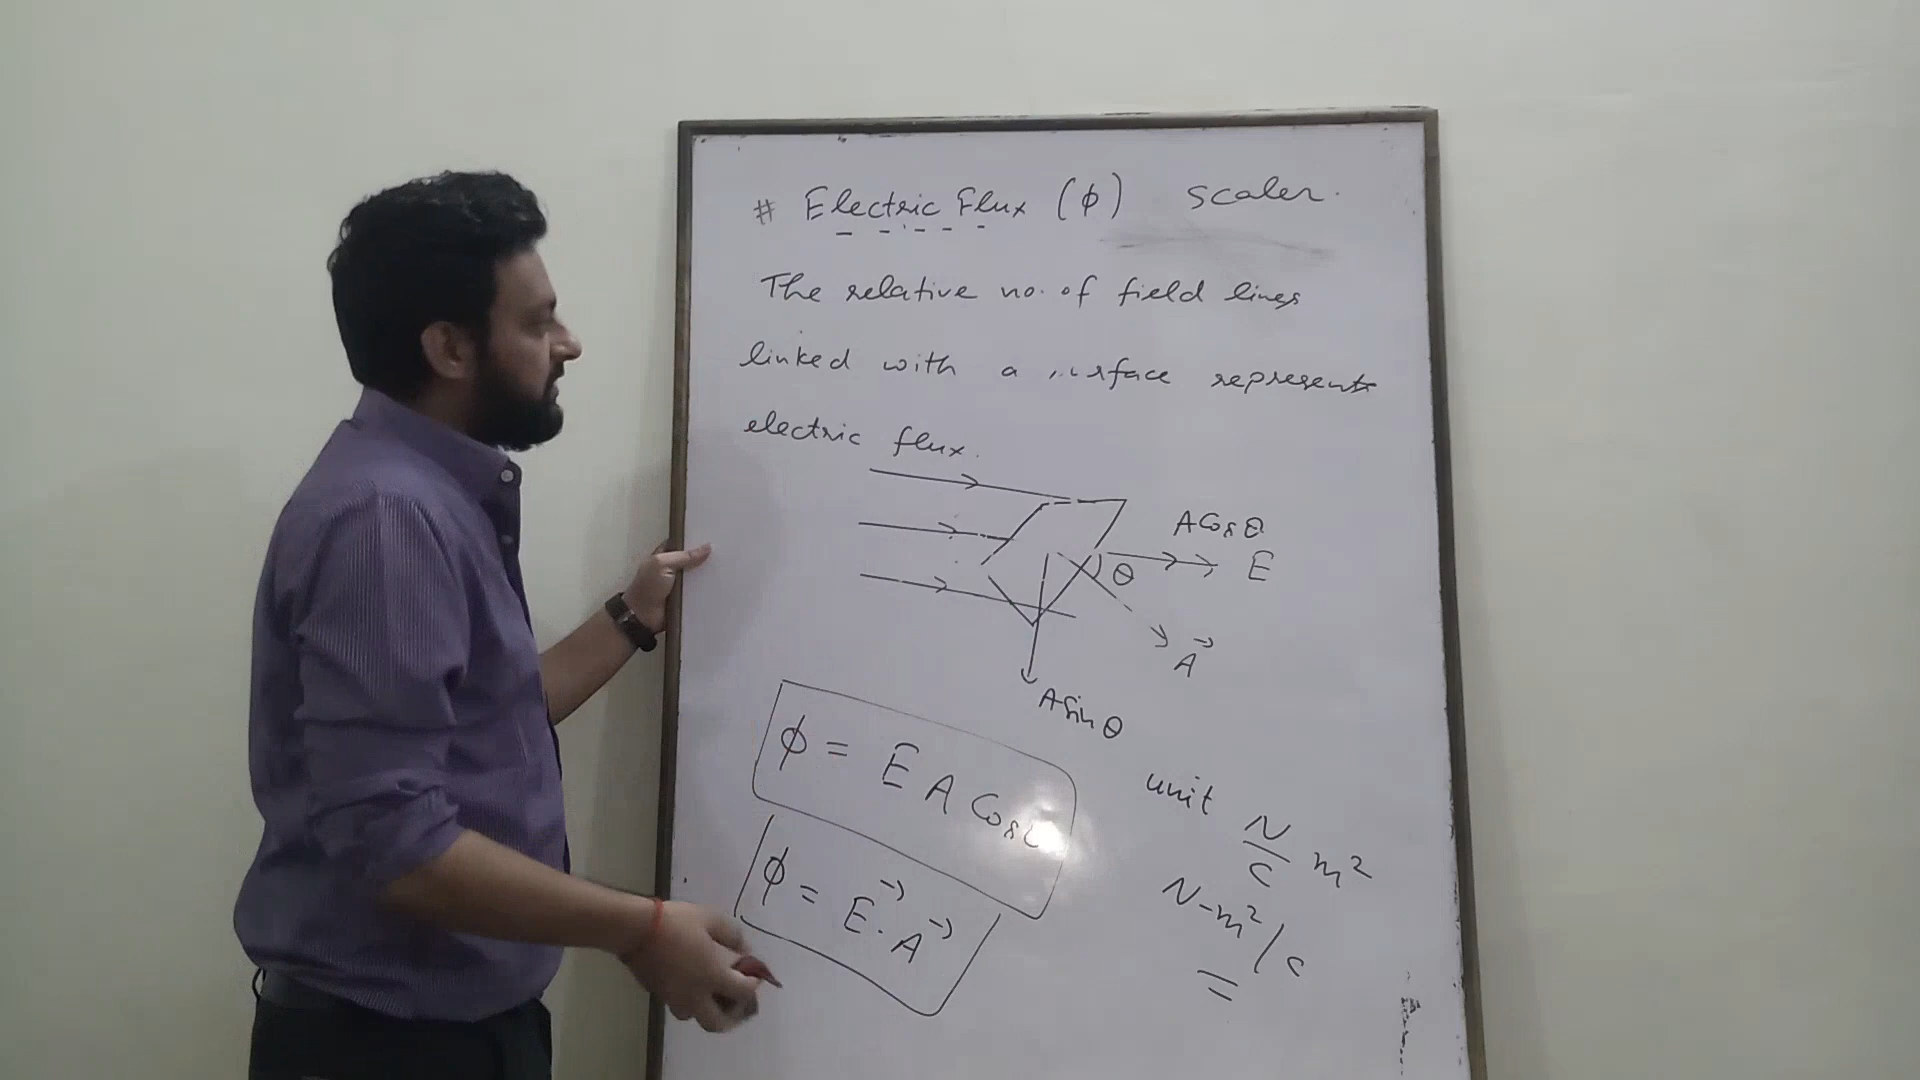 # Electric Flux (ϕ) scaler.
The relative no. of field lines
linked with a surface represents
electric flux.
A Cos θ
E
θ
A→
A Sin θ
ϕ = E A Cos
unit N/C m²
ϕ = E→ . A→
N-m²/C